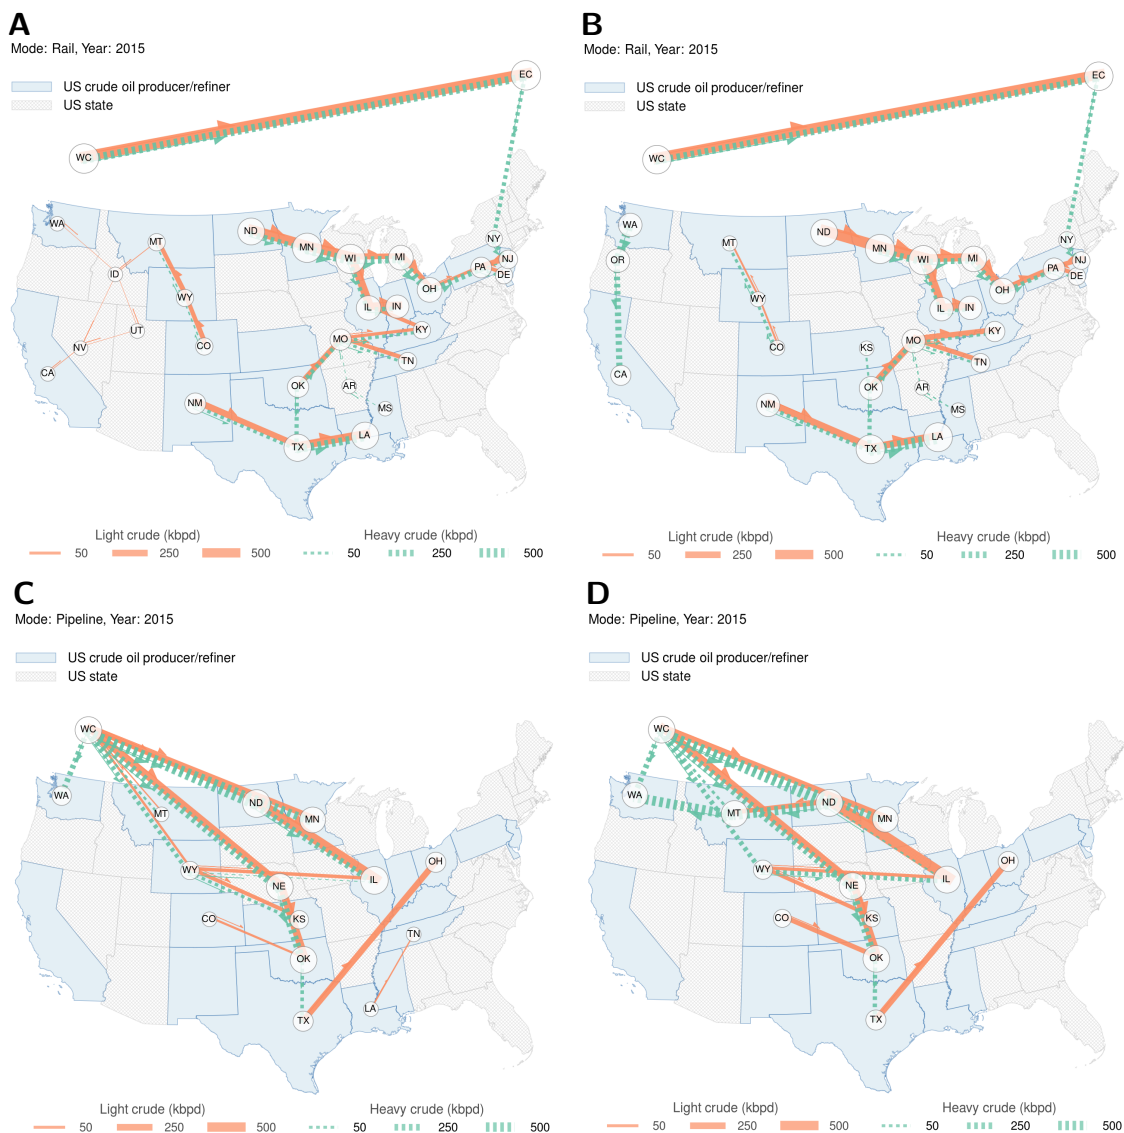 A
Mode: Rail, Year: 2015
US crude oil producer/refiner
US state
EC
WC
WA
MT
ID
WY
UT
NV
CO
CA
ND
MN
WI
MI
IL
IN
OH
PA
NY
NJ
DE
MO
KY
TN
OK
AR
MS
NM
TX
LA
Light crude (kbpd)
50 250 500
Heavy crude (kbpd)
50 250 500
B
Mode: Rail, Year: 2015
US crude oil producer/refiner
US state
EC
WC
WA
OR
CA
MT
WY
CO
ND
MN
WI
MI
IL
IN
OH
PA
NY
NJ
DE
KS
MO
KY
TN
OK
AR
MS
NM
TX
LA
Light crude (kbpd)
50 250 500
Heavy crude (kbpd)
50 250 500
C
Mode: Pipeline, Year: 2015
US crude oil producer/refiner
US state
WC
WA
MT
ND
MN
WY
NE
IL
OH
CO
KS
OK
TN
LA
TX
Light crude (kbpd)
50 250 500
Heavy crude (kbpd)
50 250 500
D
Mode: Pipeline, Year: 2015
US crude oil producer/refiner
US state
WC
WA
MT
ND
MN
WY
NE
IL
OH
CO
KS
OK
TX
Light crude (kbpd)
50 250 500
Heavy crude (kbpd)
50 250 500